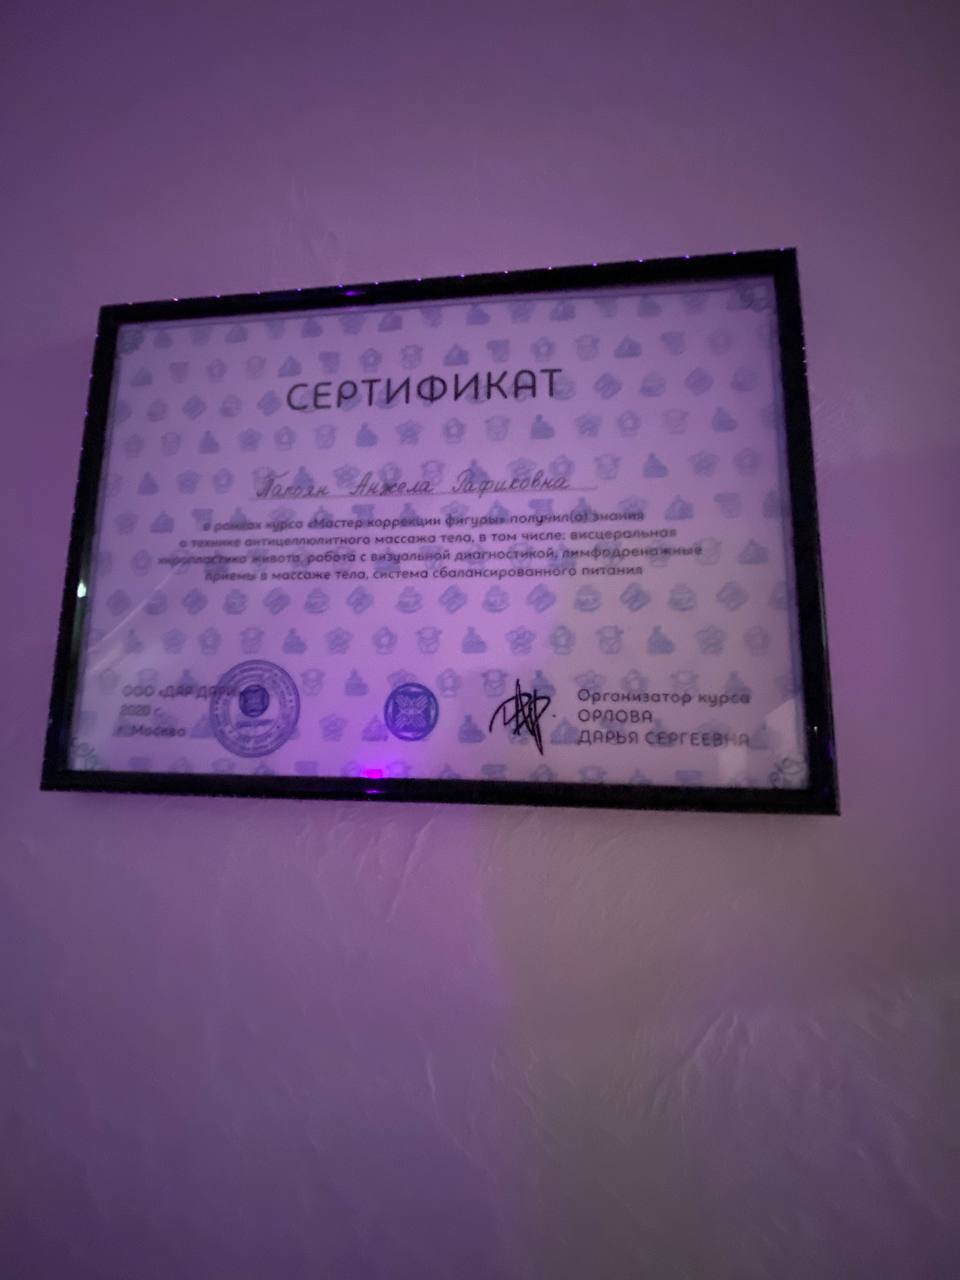 СЕРТИФИКАТ
Папоян Анжела Рафиковна
в рамках курса «Мастер коррекции фигуры» получил(а) знания
о технике антицеллюлитного массажа тела, в том числе: висцеральная
хиропластика живота, работа с визуальной диагностикой, лимфодренажные
приемы в массаже тела, система сбалансированного питания
ООО «ДАР ДАРИ
2020 г.
г. Москва
Организатор курса
ОРЛОВА
ДАРЬЯ СЕРГЕЕВНА